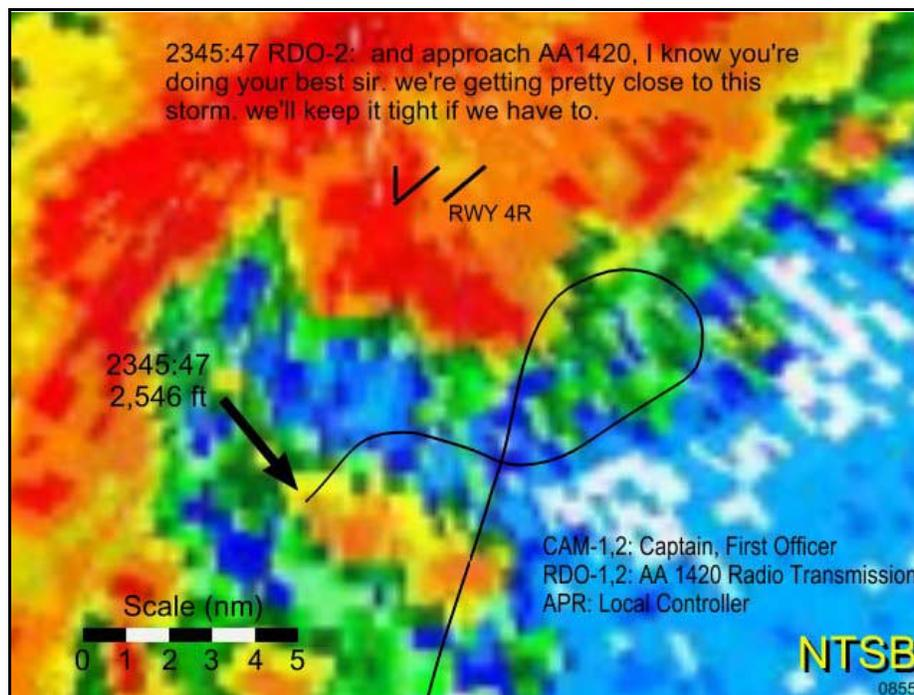 2345:47 RDO-2:  and approach AA1420, I know you're
doing your best sir. we're getting pretty close to this
storm. we'll keep it tight if we have to.
RWY 4R
2345:47
2,546 ft
CAM-1,2: Captain, First Officer
RDO-1,2: AA 1420 Radio Transmission
APR: Local Controller
Scale (nm)
0 1 2 3 4 5
NTSB
0855